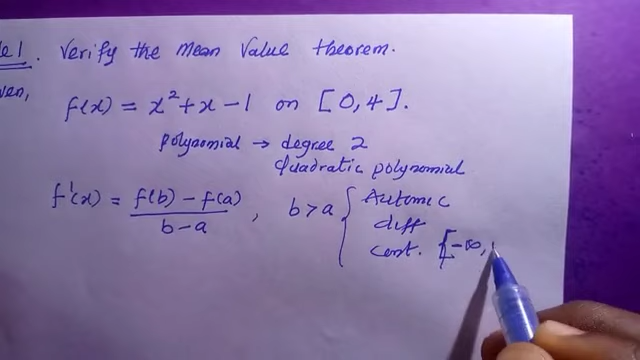 le1. Verify the Mean Value theorem.
ven,
f(x) = x² + x - 1 on [0, 4].
polynomial → degree 2
quadratic polynomial
f'(x) = f(b) - f(a) / b - a , b > a { Automic
diff
cont. {[-∞,